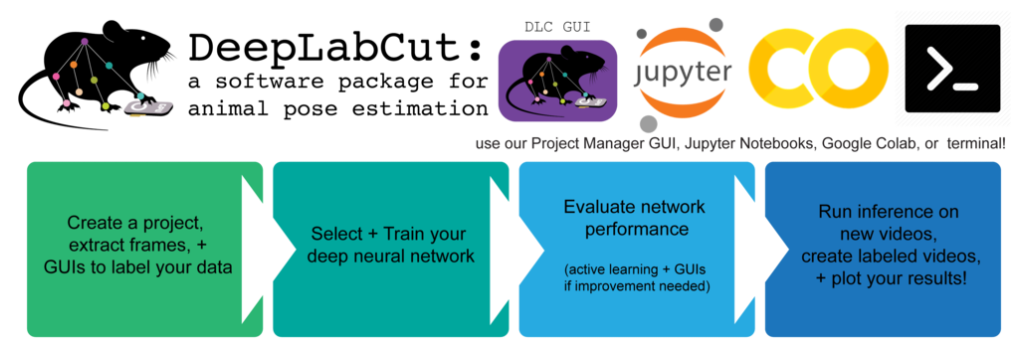 DeepLabCut:
a software package for
animal pose estimation
DLC GUI
jupyter
use our Project Manager GUI, Jupyter Notebooks, Google Colab, or terminal!
Create a project,
extract frames, +
GUIs to label your data
Select + Train your
deep neural network
Evaluate network
performance
(active learning + GUIs
if improvement needed)
Run inference on
new videos,
create labeled videos,
+ plot your results!